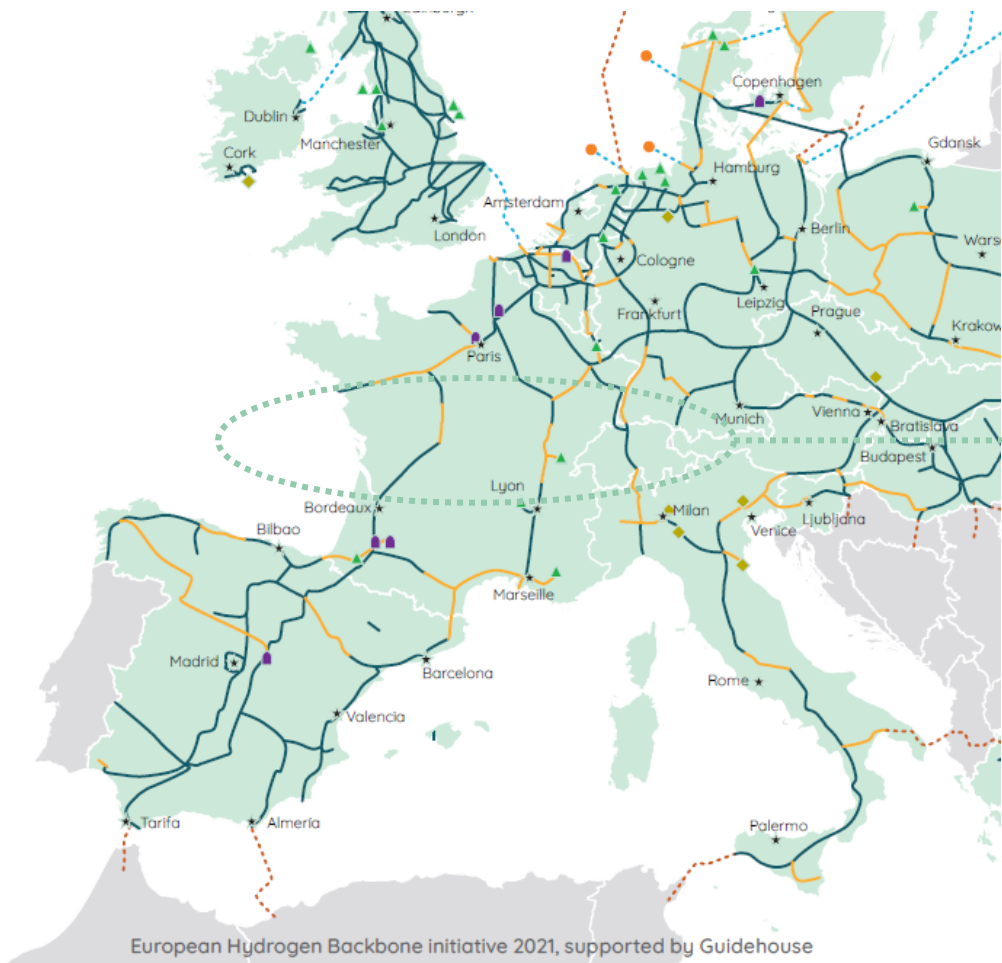 Dublin
Cork
Manchester
London
Amsterdam
Copenhagen
Hamburg
Gdansk
Berlin
Cologne
Leipzig
Frankfurt
Prague
Krakow
Paris
Munich
Vienna
Bratislava
Budapest
Lyon
Bordeaux
Milan
Venice
Ljubljana
Bilbao
Marseille
Madrid
Barcelona
Rome
Valencia
Tarifa
Almería
Palermo
European Hydrogen Backbone initiative 2021, supported by Guidehouse